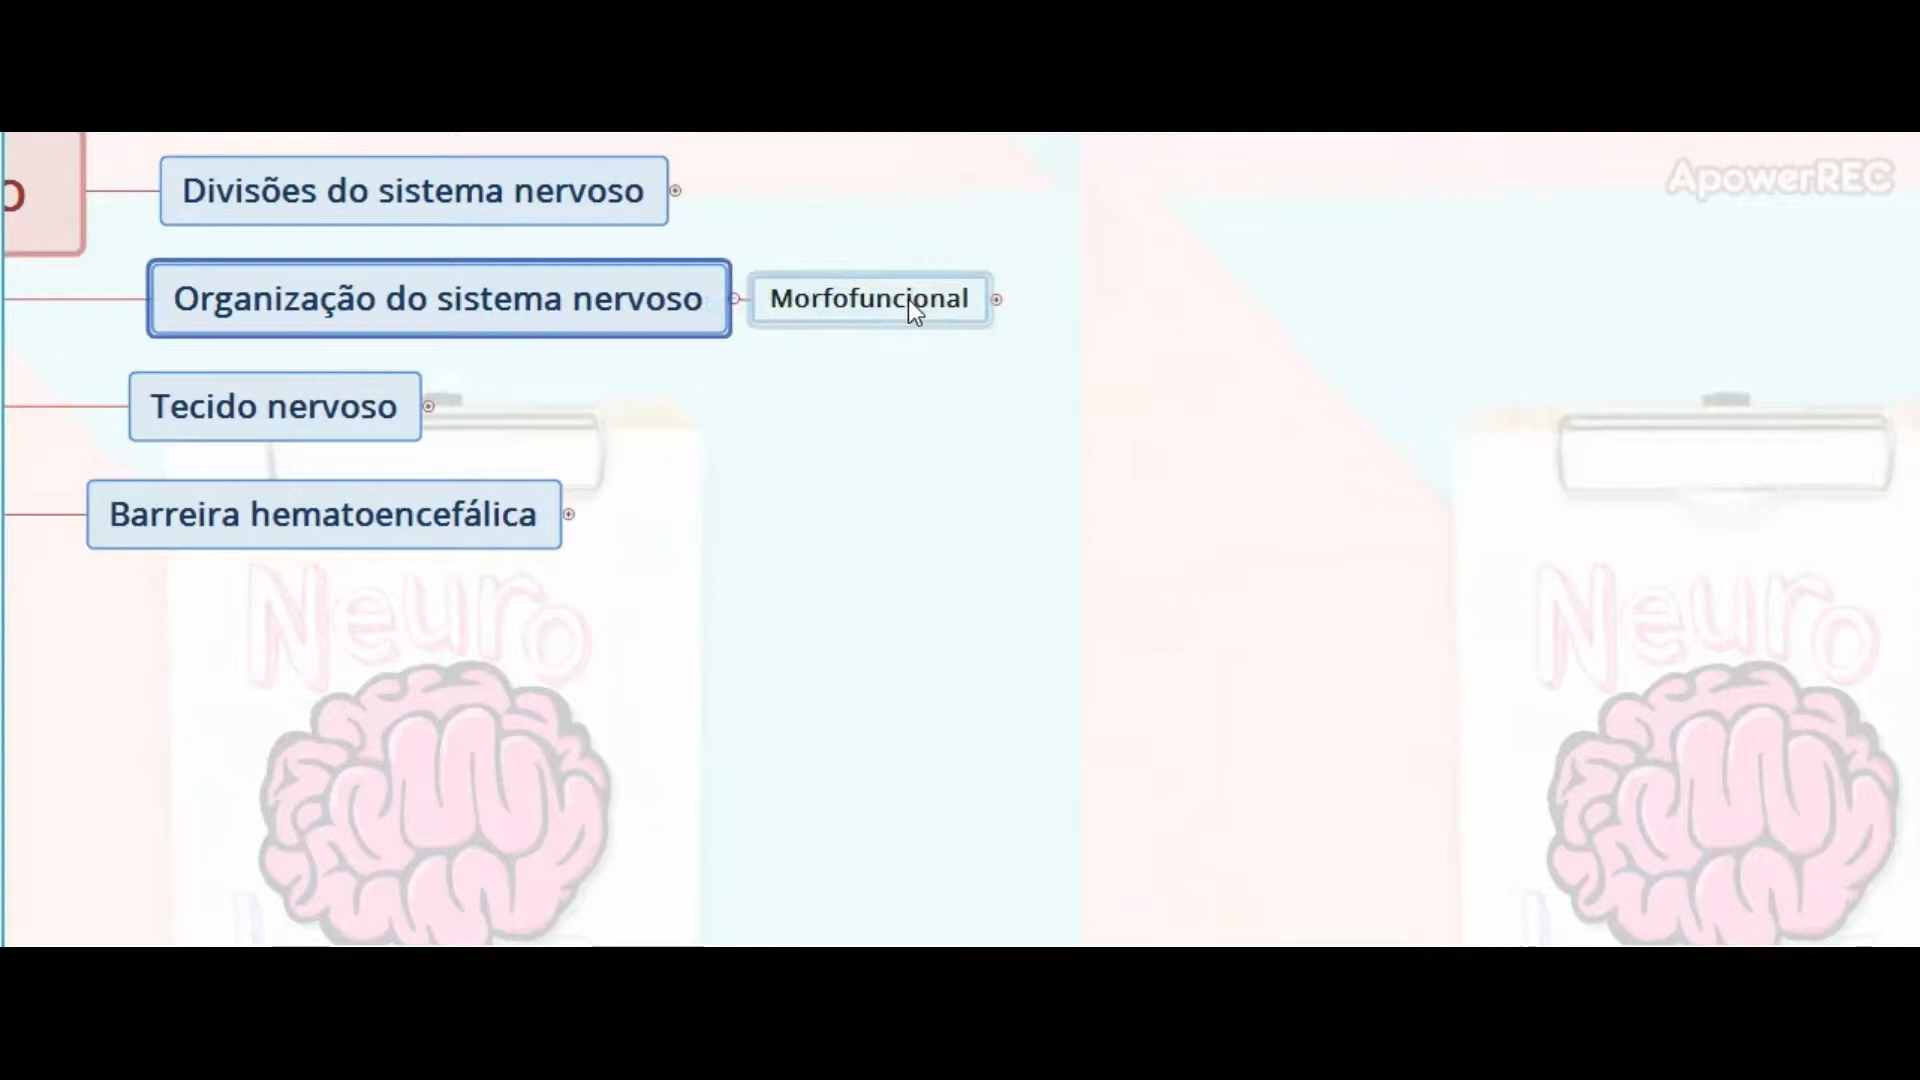 ApowerREC
o
Divisões do sistema nervoso
Organização do sistema nervoso
Morfofuncional
Tecido nervoso
Barreira hematoencefálica
Neuro
Neuro